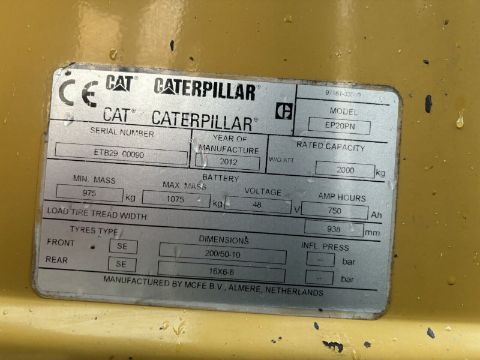 CE CAT CATERPILLAR
CAT CATERPILLAR
MODEL
EP20PN
SERIAL NUMBER
ETB29 00090
YEAR OF MANUFACTURE
2012
RATED CAPACITY
W/O ATT. 2000 kg
BATTERY
MIN. MASS MAX. MASS VOLTAGE AMP HOURS
975 kg 1075 kg 48 V 750 Ah
LOAD TIRE TREAD WIDTH 938 mm
TYRES TYPE DIMENSIONS INFL. PRESS
FRONT SE 200/50-10 – bar
REAR SE 16X6-8 – bar
MANUFACTURED BY MCFE B.V., ALMERE, NETHERLANDS